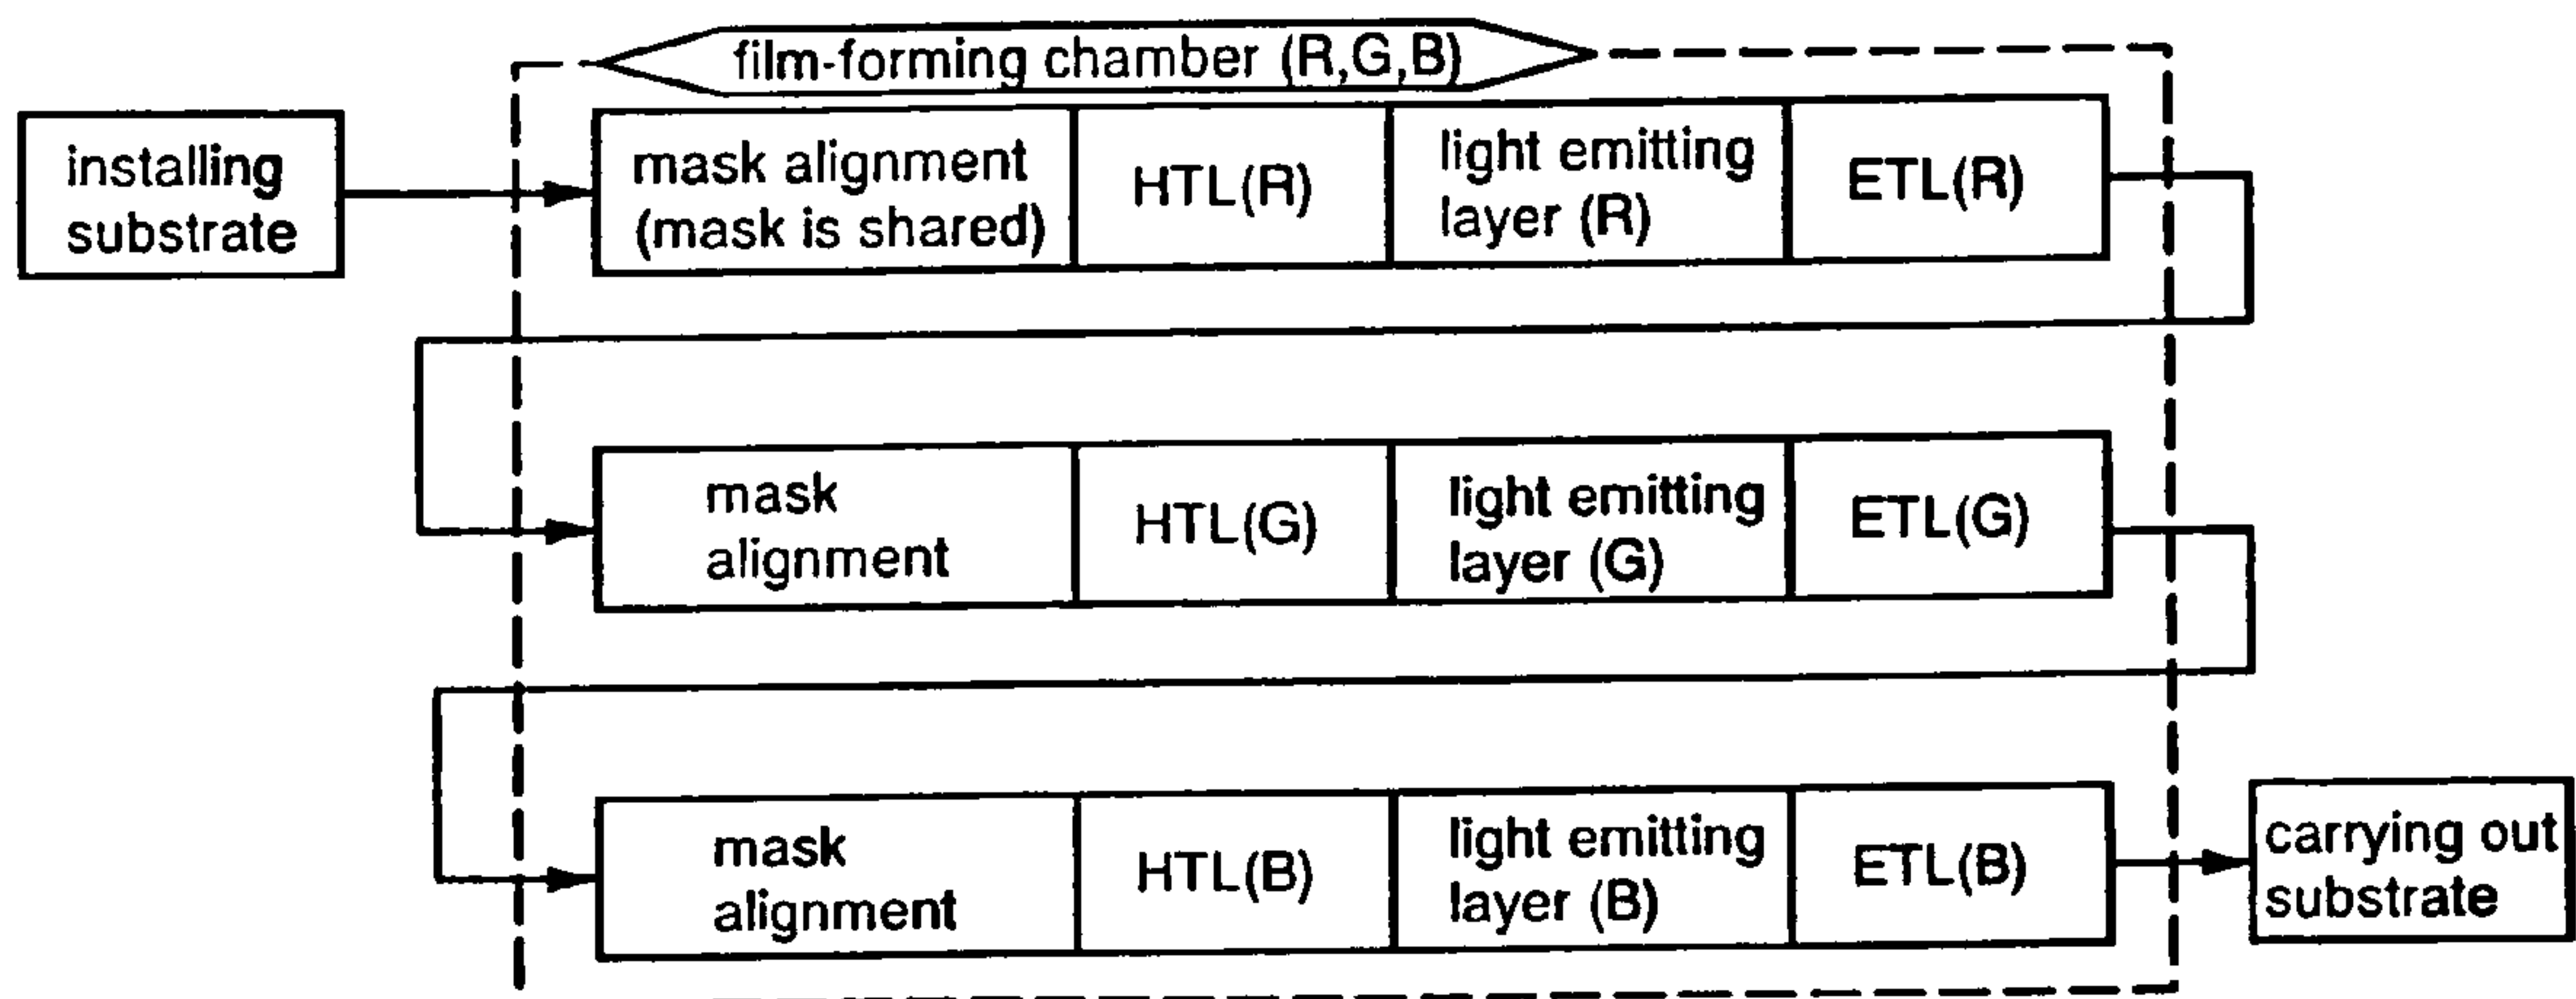 film-forming chamber (R,G,B)
installing
substrate
mask alignment
(mask is shared)
HTL(R)
light emitting
layer (R)
ETL(R)
mask
alignment
HTL(G)
light emitting
layer (G)
ETL(G)
mask
alignment
HTL(B)
light emitting
layer (B)
ETL(B)
carrying out
substrate